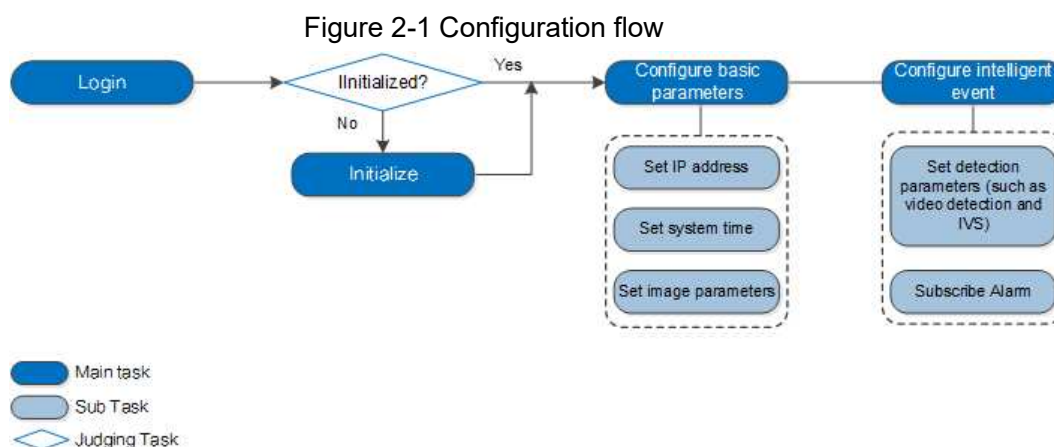 Figure 2-1 Configuration flow
Login
IInitialized?
Yes
No
Initialize
Configure basic
parameters
Set IP address
Set system time
Set image parameters
Configure intelligent
event
Set detection
parameters (such as
video detection and
IVS)
Subscribe Alarm
Main task
Sub Task
Judging Task